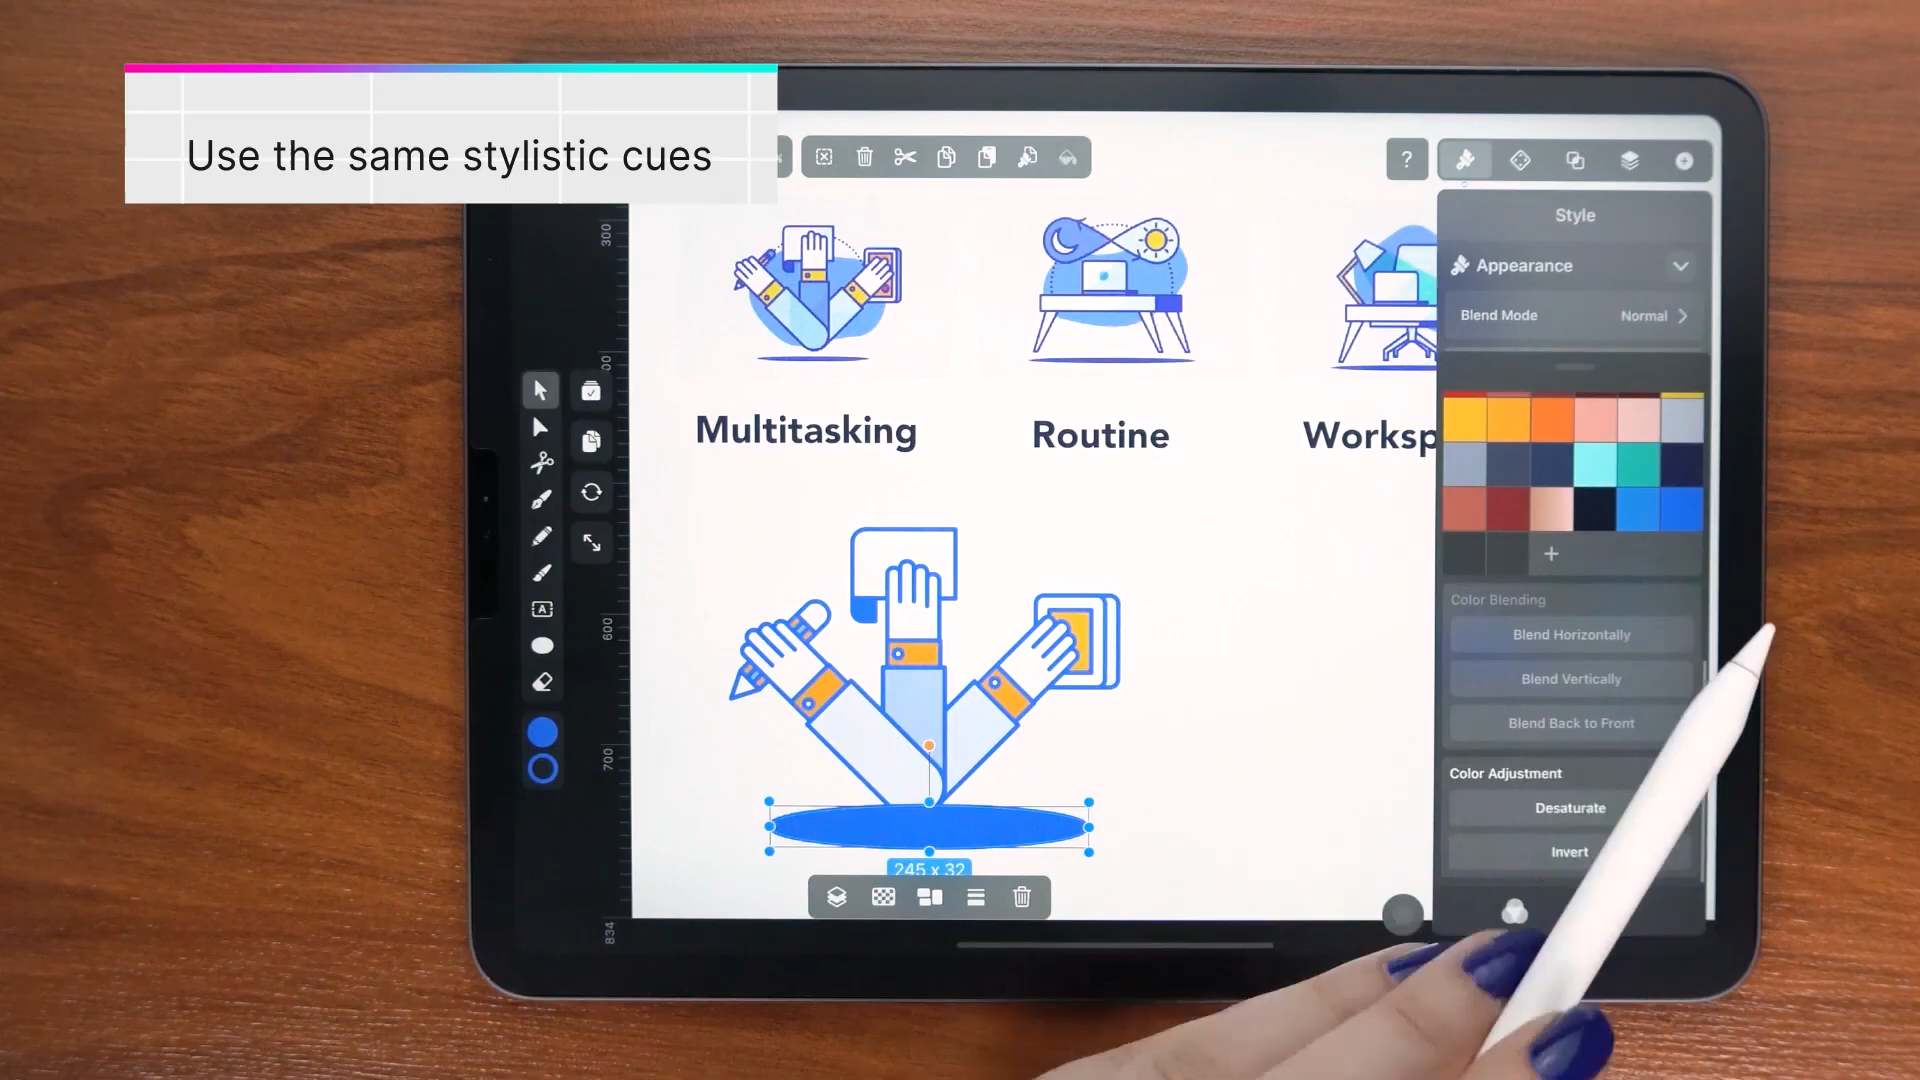 Use the same stylistic cues
?
Style
Appearance
Blend Mode
Normal
300
Multitasking
Routine
Worksp
A
600
Color Blending
Blend Horizontally
Blend Vertically
Blend Back to Front
700
Color Adjustment
Desaturate
Invert
245 x 32
834